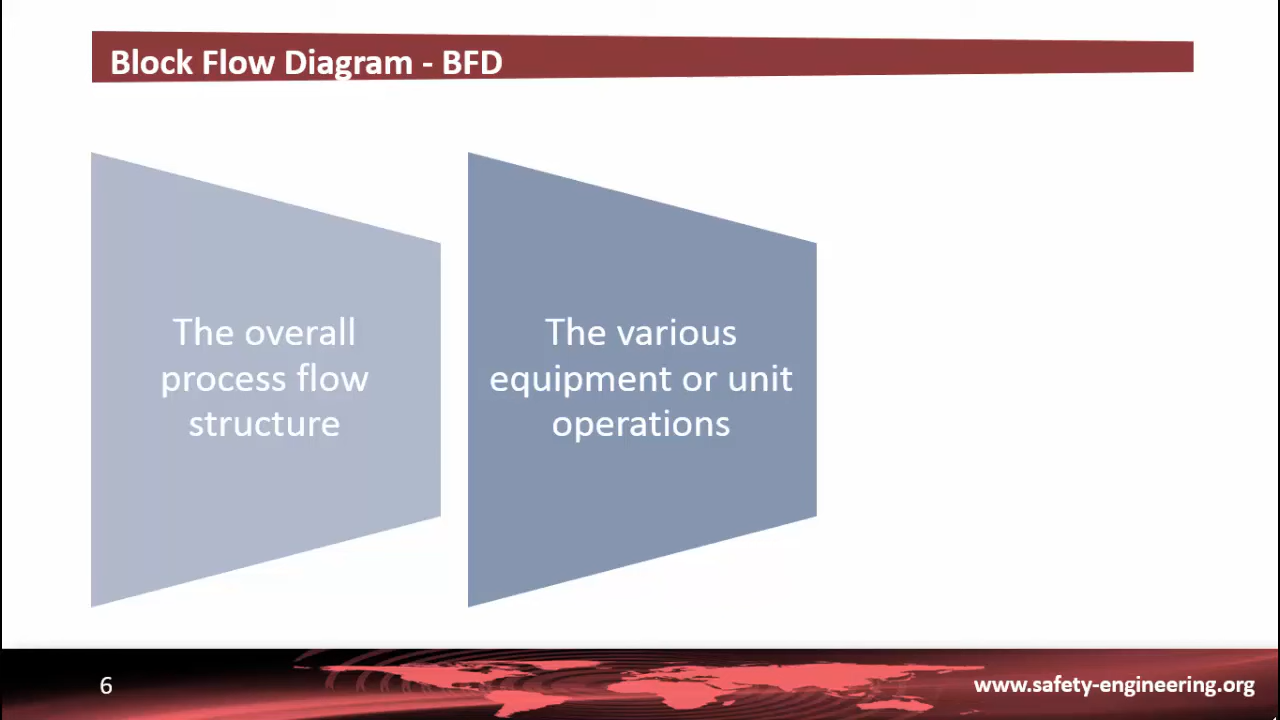 Block Flow Diagram - BFD
The overall
process flow
structure
The various
equipment or unit
operations
6
www.safety-engineering.org